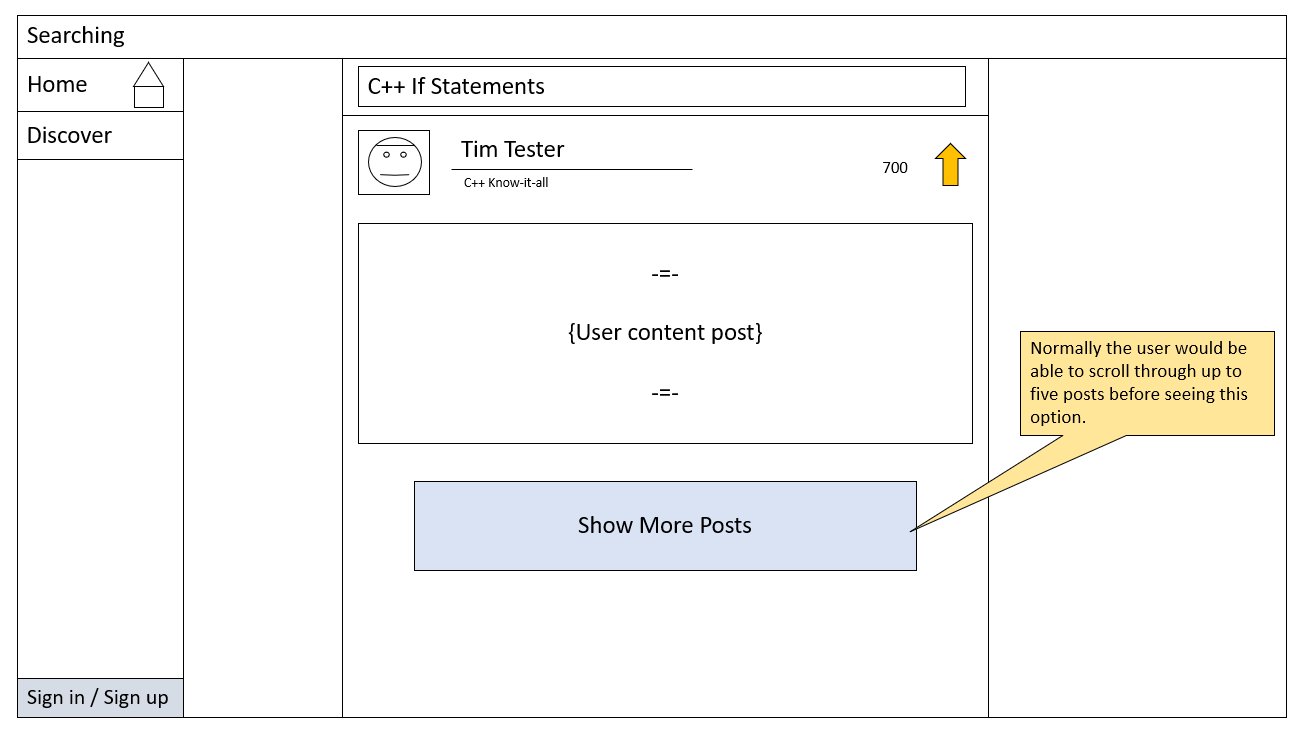 Searching
Home
Discover
Sign in / Sign up
C++ If Statements
Tim Tester
C++ Know-it-all
700
-=-
{User content post}
-=-
Show More Posts
Normally the user would be
able to scroll through up to
five posts before seeing this
option.